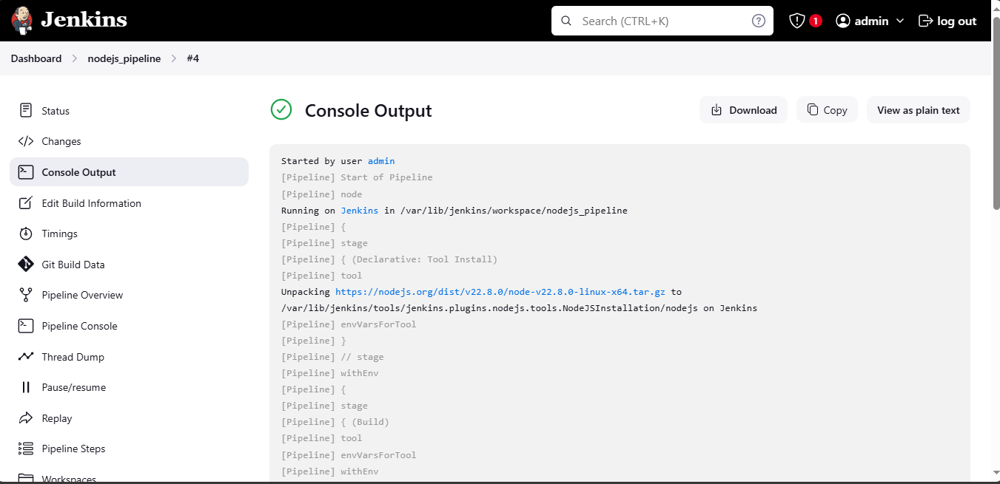 Jenkins
Search (CTRL+K)
1
admin
log out
Dashboard
nodejs_pipeline
#4
Status
Changes
Console Output
Edit Build Information
Timings
Git Build Data
Pipeline Overview
Pipeline Console
Thread Dump
Pause/resume
Replay
Pipeline Steps
Workspaces
Console Output
Download
Copy
View as plain text
Started by user admin
[Pipeline] Start of Pipeline
[Pipeline] node
Running on Jenkins in /var/lib/jenkins/workspace/nodejs_pipeline
[Pipeline] {
[Pipeline] stage
[Pipeline] { (Declarative: Tool Install)
[Pipeline] tool
Unpacking https://nodejs.org/dist/v22.8.0/node-v22.8.0-linux-x64.tar.gz to
/var/lib/jenkins/tools/jenkins.plugins.nodejs.tools.NodeJSInstallation/nodejs on Jenkins
[Pipeline] envVarsForTool
[Pipeline] }
[Pipeline] // stage
[Pipeline] withEnv
[Pipeline] {
[Pipeline] stage
[Pipeline] { (Build)
[Pipeline] tool
[Pipeline] envVarsForTool
[Pipeline] withEnv